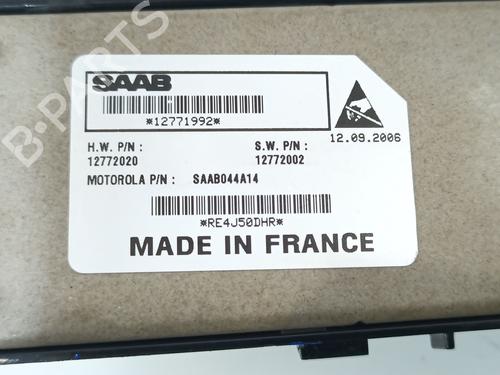 SAAB
*12771992*
12.09.2006
H.W. P/N : S.W. P/N :
12772020 12772002
MOTOROLA P/N : SAAB044A14
*RE4J50DHR*
MADE IN FRANCE
B-PARTS